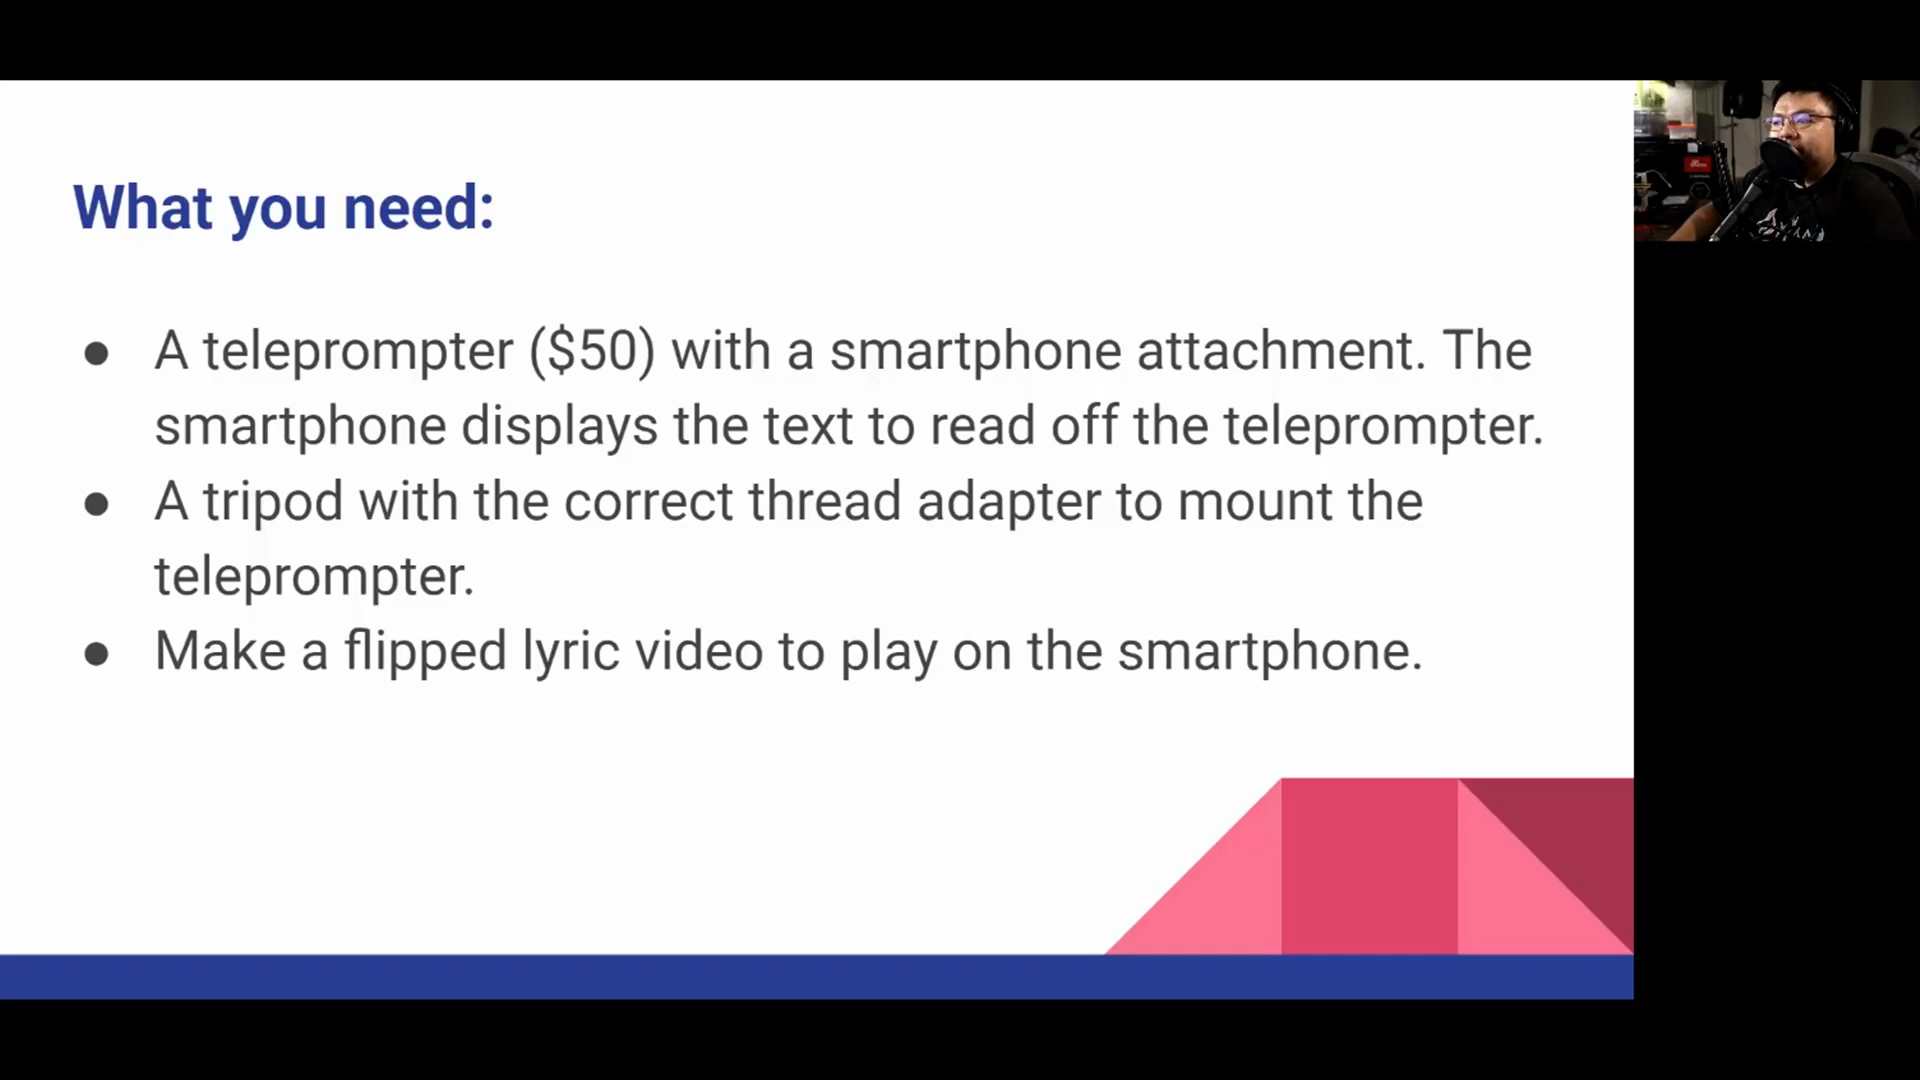 What you need:
● A teleprompter ($50) with a smartphone attachment. The
smartphone displays the text to read off the teleprompter.
● A tripod with the correct thread adapter to mount the
teleprompter.
● Make a flipped lyric video to play on the smartphone.